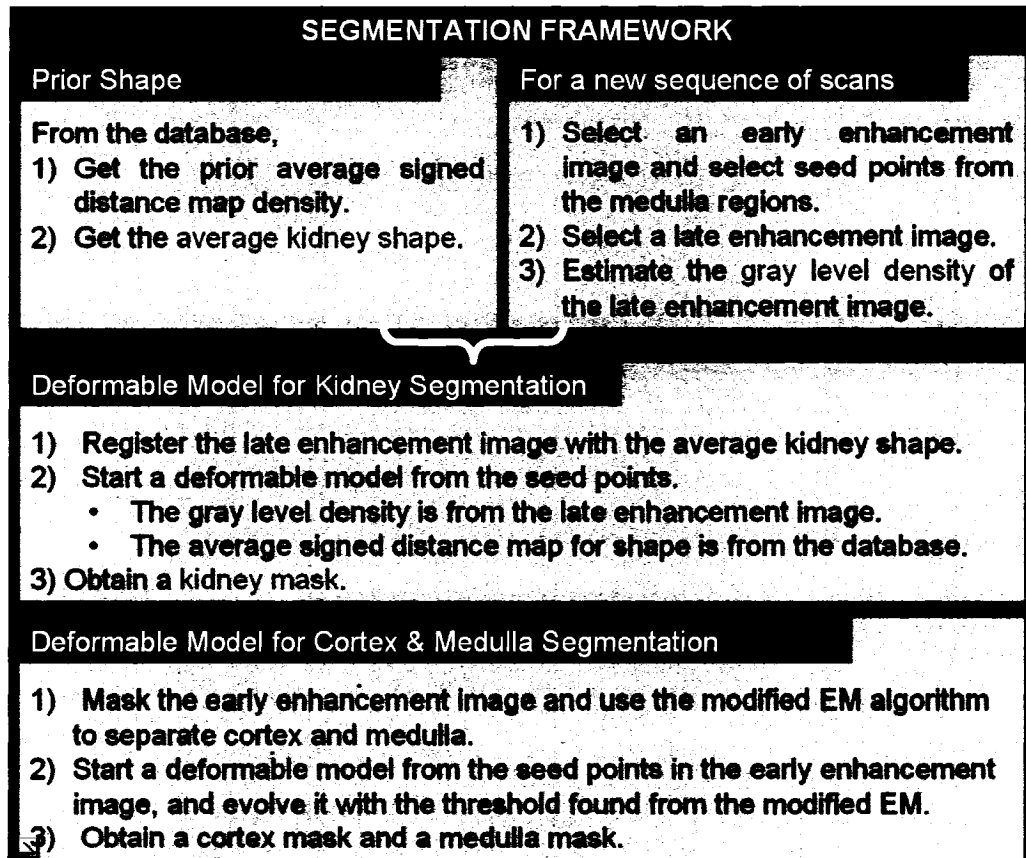 SEGMENTATION FRAMEWORK
Prior Shape
From the database,
1) Get the prior average signed
distance map density.
2) Get the average kidney shape.
For a new sequence of scans
1) Select an early enhancement
image and select seed points from
the medulla regions.
2) Select a late enhancement image.
3) Estimate the gray level density of
the late enhancement image.
Deformable Model for Kidney Segmentation
1) Register the late enhancement image with the average kidney shape.
2) Start a deformable model from the seed points.
• The gray level density is from the late enhancement image.
• The average signed distance map for shape is from the database.
3) Obtain a kidney mask.
Deformable Model for Cortex & Medulla Segmentation
1) Mask the early enhancement image and use the modified EM algorithm
to separate cortex and medulla.
2) Start a deformable model from the seed points in the early enhancement
image, and evolve it with the threshold found from the modified EM.
3) Obtain a cortex mask and a medulla mask.